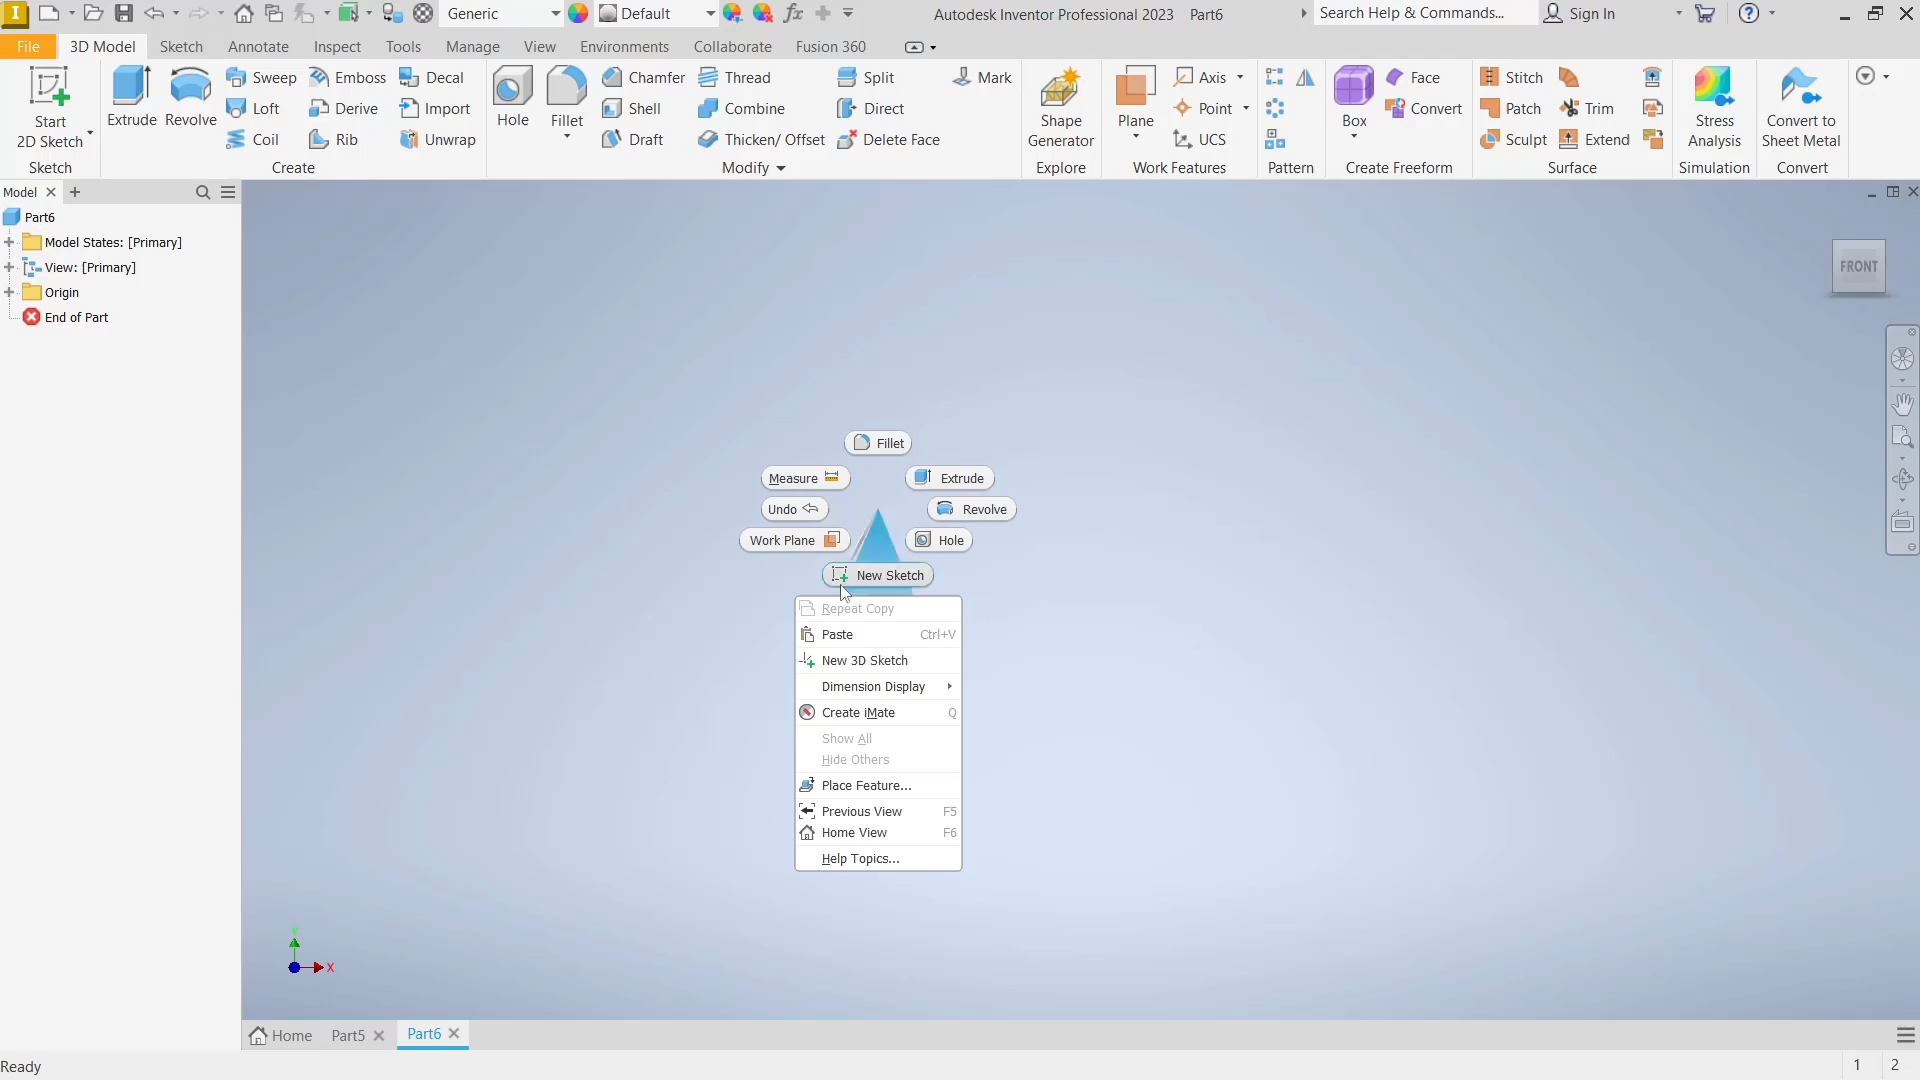 I Generic Default fx Autodesk Inventor Professional 2023 Part6 Search Help & Commands... Sign In ?
File 3D Model Sketch Annotate Inspect Tools Manage View Environments Collaborate Fusion 360
Sweep Emboss Decal Chamfer Thread Split Mark Axis Face Stitch
Start 2D Sketch Extrude Revolve Loft Derive Import Hole Fillet Shell Combine Direct Shape Generator Plane Point Box Convert Patch Trim Stress Analysis Convert to Sheet Metal
Coil Rib Unwrap Draft Thicken/ Offset Delete Face UCS Sculpt Extend
Sketch Create Modify Explore Work Features Pattern Create Freeform Surface Simulation Convert
Model
Part6
Model States: [Primary]
View: [Primary]
Origin
End of Part
FRONT
Fillet
Measure Extrude
Undo Revolve
Work Plane Hole
New Sketch
Repeat Copy
Paste Ctrl+V
New 3D Sketch
Dimension Display
Create iMate Q
Show All
Hide Others
Place Feature...
Previous View F5
Home View F6
Help Topics...
Y
X
Home Part5 Part6
Ready 1 2